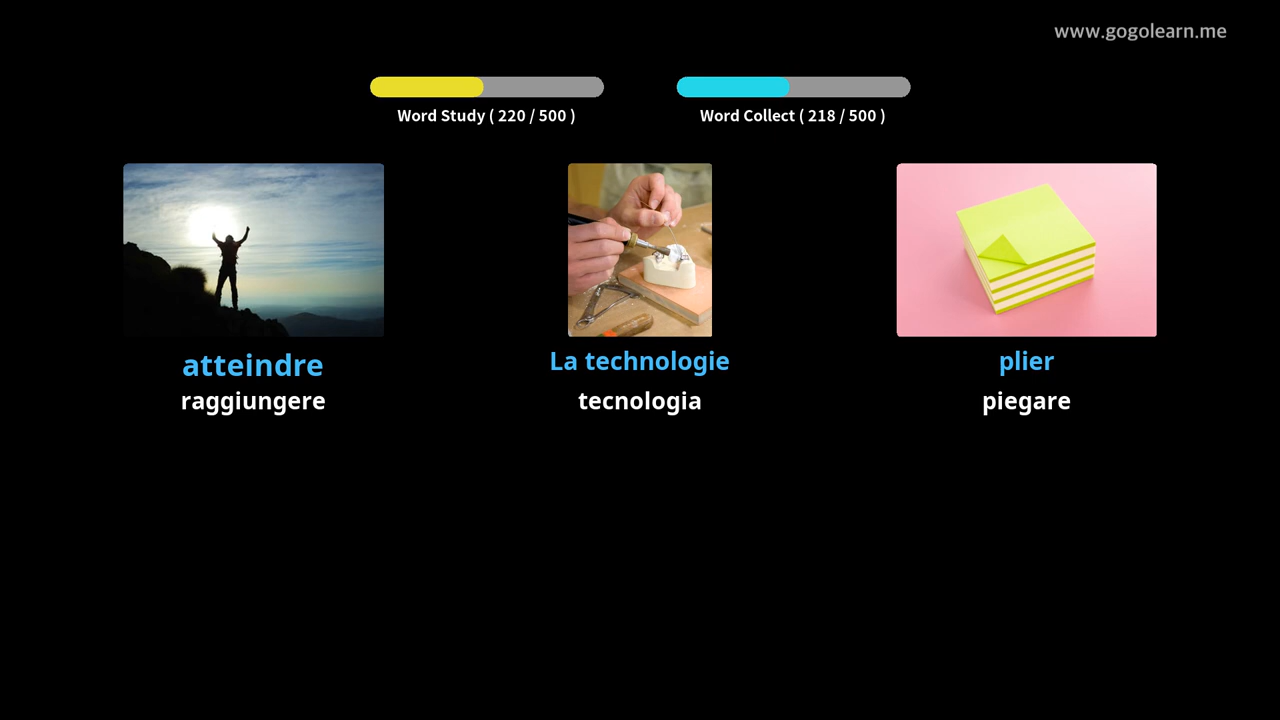 www.gogolearn.me
Word Study ( 220 / 500 )
Word Collect ( 218 / 500 )
atteindre
raggiungere
La technologie
tecnologia
plier
piegare